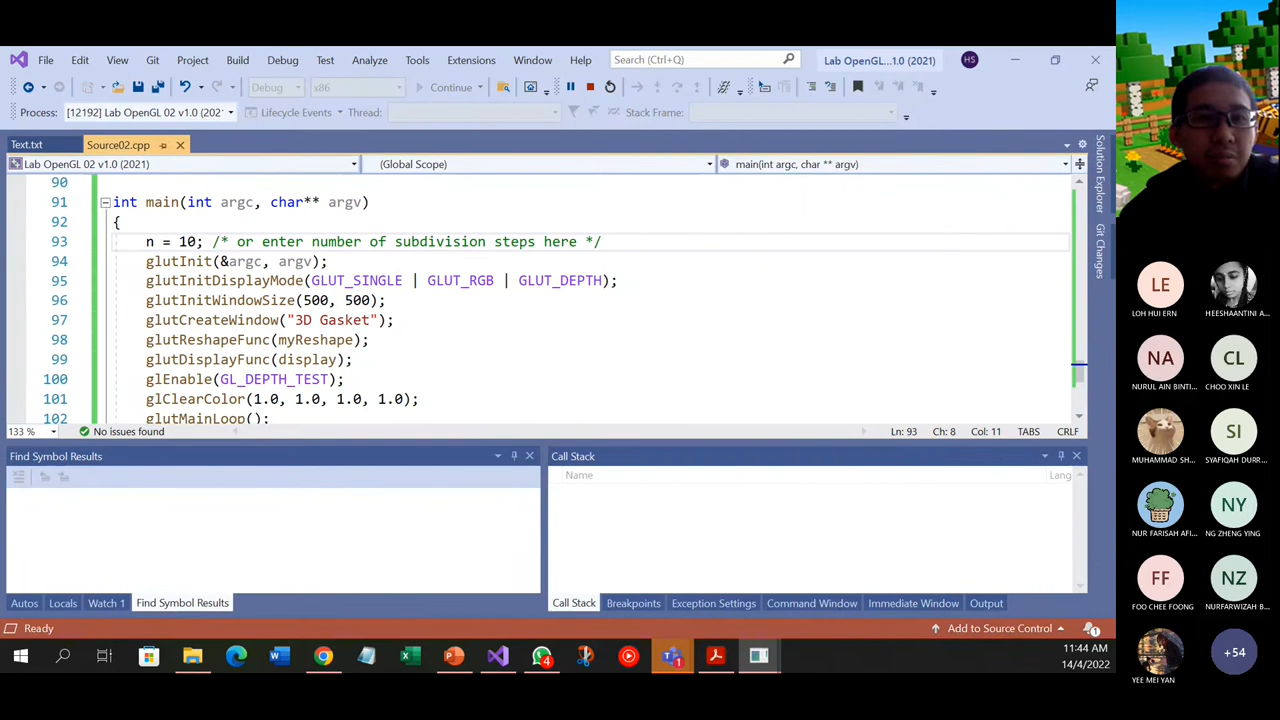 File Edit View Git Project Build Debug Test Analyze Tools Extensions Window Help Search (Ctrl+Q) Lab OpenGL...1.0 (2021) HS
Debug x86 Continue
Process: [12192] Lab OpenGL 02 v1.0 (202 Lifecycle Events Thread: Stack Frame:
Text.txt Source02.cpp
Lab OpenGL 02 v1.0 (2021) (Global Scope) main(int argc, char ** argv)
90
91 int main(int argc, char** argv)
92 {
93 n = 10; /* or enter number of subdivision steps here */
94 glutInit(&argc, argv);
95 glutInitDisplayMode(GLUT_SINGLE | GLUT_RGB | GLUT_DEPTH);
96 glutInitWindowSize(500, 500);
97 glutCreateWindow("3D Gasket");
98 glutReshapeFunc(myReshape);
99 glutDisplayFunc(display);
100 glEnable(GL_DEPTH_TEST);
101 glClearColor(1.0, 1.0, 1.0, 1.0);
102 glutMainLoop();
133 % No issues found Ln: 93 Ch: 8 Col: 11 TABS CRLF
Find Symbol Results
Call Stack
Name Lang
Autos Locals Watch 1 Find Symbol Results
Call Stack Breakpoints Exception Settings Command Window Immediate Window Output
Ready Add to Source Control 1
4 1 11:44 AM
14/4/2022
Solution Explorer
Git Changes
LE
LOH HUI ERN
HEESHAANTINI A...
NA
NURUL AIN BINTI...
CL
CHOO XIN LE
MUHAMMAD SH...
SI
SYAFIQAH DURR...
NUR FARISAH AFI...
NY
NG ZHENG YING
FF
FOO CHEE FOONG
NZ
NURFARWIZAH B...
YEE MEI YAN
+54